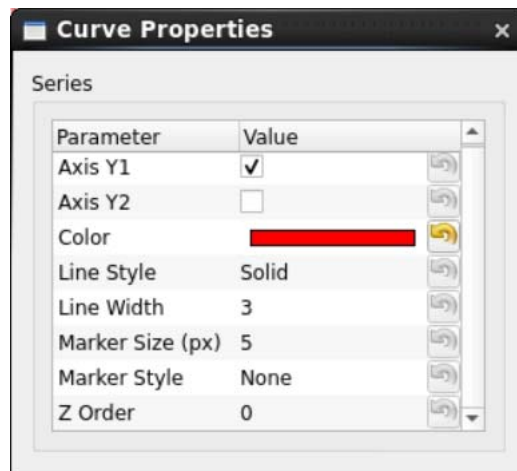 Curve Properties
Series
Parameter Value
Axis Y1
Axis Y2
Color
Line Style Solid
Line Width 3
Marker Size (px) 5
Marker Style None
Z Order 0